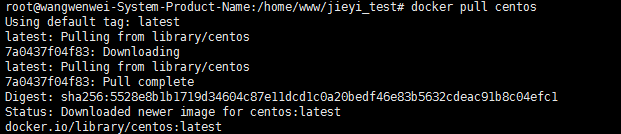 root@wangwenwei-System-Product-Name:/home/www/jieyi_test# docker pull centos
Using default tag: latest
latest: Pulling from library/centos
7a0437f04f83: Downloading
latest: Pulling from library/centos
7a0437f04f83: Pull complete
Digest: sha256:5528e8b1b1719d34604c87e11dcd1c0a20bedf46e83b5632cdeac91b8c04efc1
Status: Downloaded newer image for centos:latest
docker.io/library/centos:latest